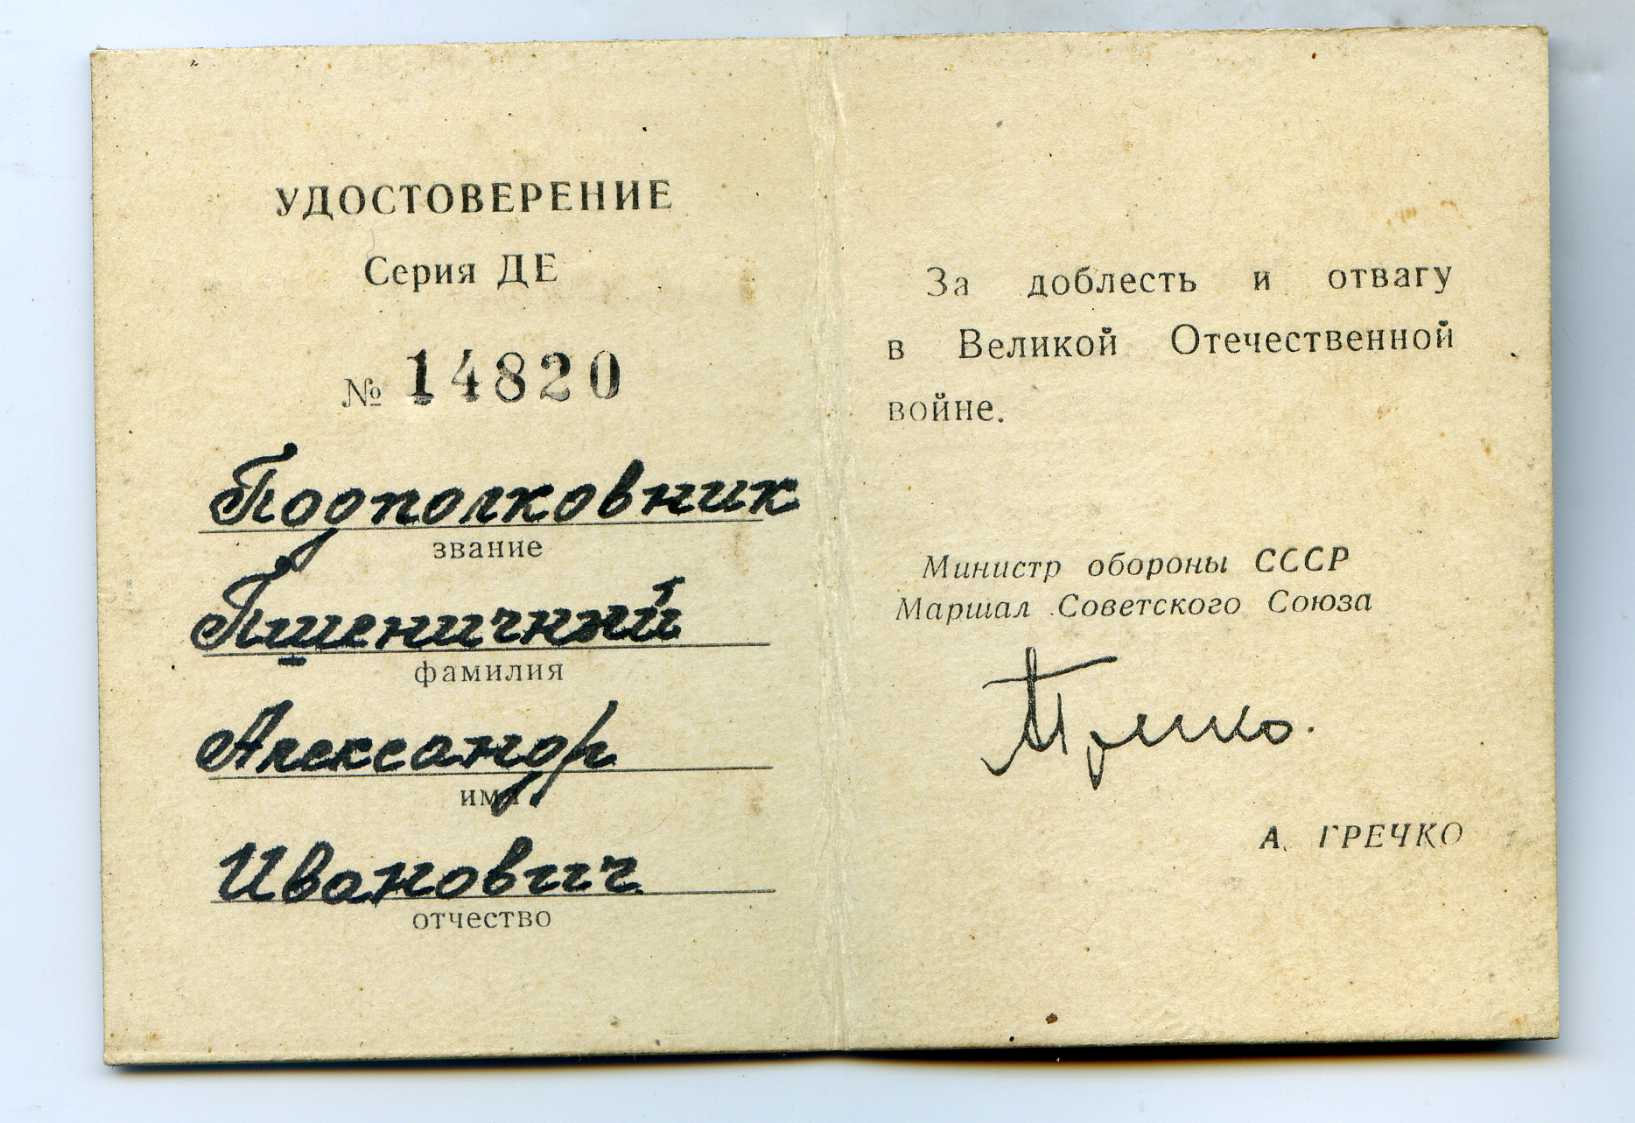 УДОСТОВЕРЕНИЕ
Серия ДЕ
№ 14820
Подполковник
звание
Пшеничный
фамилия
Александр
имя
Иванович
отчество
За доблесть и отвагу
в Великой Отечественной
войне.
Министр обороны СССР
Маршал Советского Союза
АГречко.
А. ГРЕЧКО